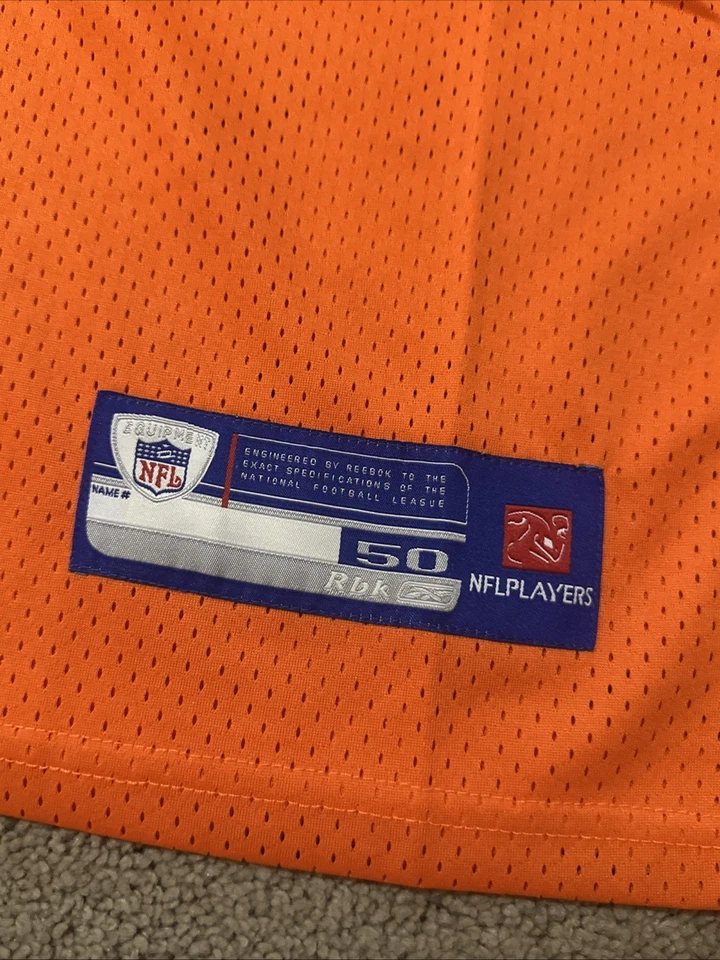 EQUIPMENT
NFL
ENGINEERED BY REEBOK TO THE
EXACT SPECIFICATIONS OF THE
NATIONAL FOOTBALL LEAGUE
NAME #
50
Rbk
NFLPLAYERS